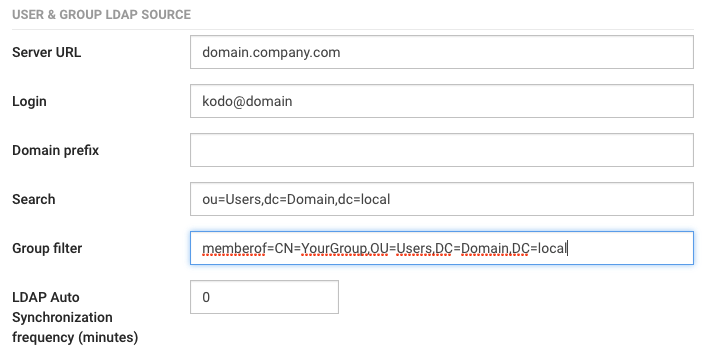 USER & GROUP LDAP SOURCE
Server URL domain.company.com
Login kodo@domain
Domain prefix
Search ou=Users,dc=Domain,dc=local
Group filter memberof=CN=YourGroup,OU=Users,DC=Domain,DC=local
LDAP Auto 0
Synchronization
frequency (minutes)